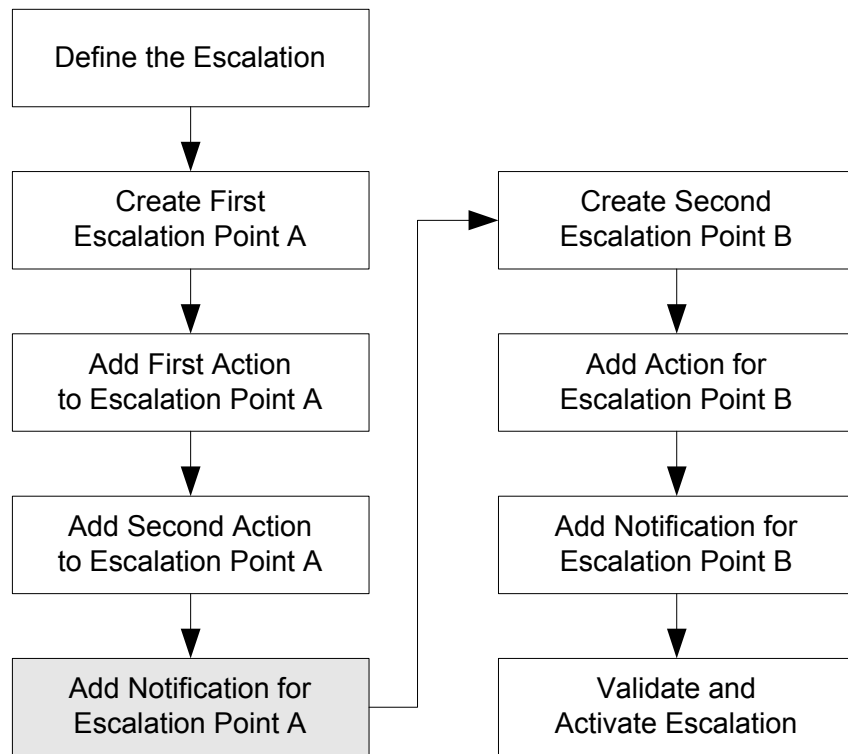 Define the Escalation
Create First
Escalation Point A
Add First Action
to Escalation Point A
Add Second Action
to Escalation Point A
Add Notification for
Escalation Point A
Create Second
Escalation Point B
Add Action for
Escalation Point B
Add Notification for
Escalation Point B
Validate and
Activate Escalation